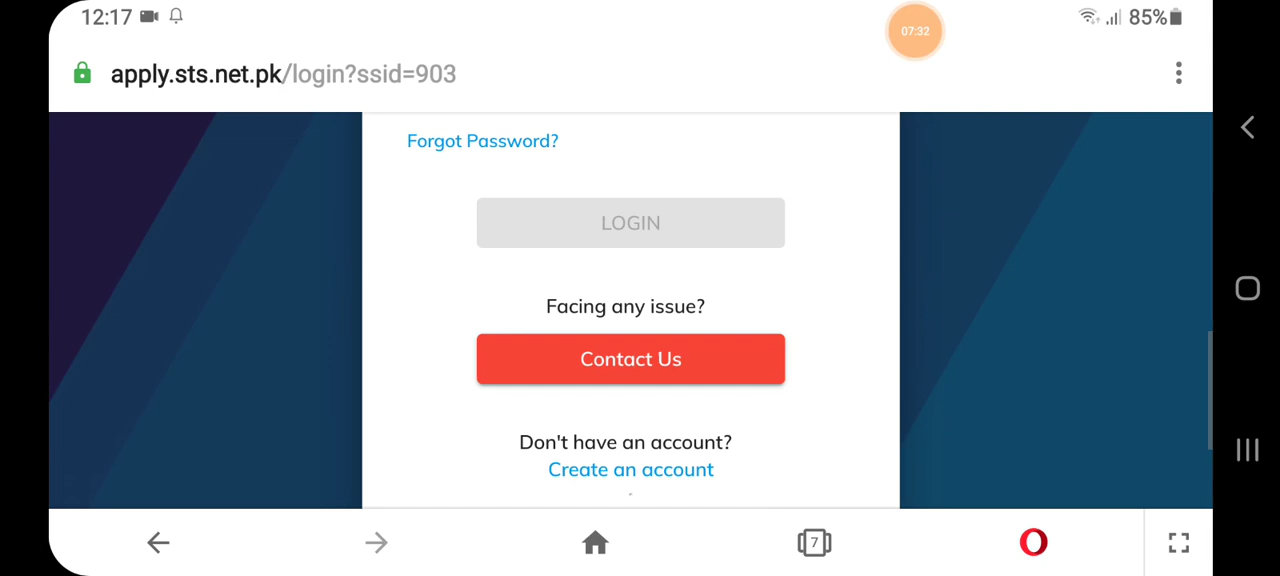 12:17
07:32
85%
apply.sts.net.pk/login?ssid=903
Forgot Password?
LOGIN
Facing any issue?
Contact Us
Don't have an account?
Create an account
7